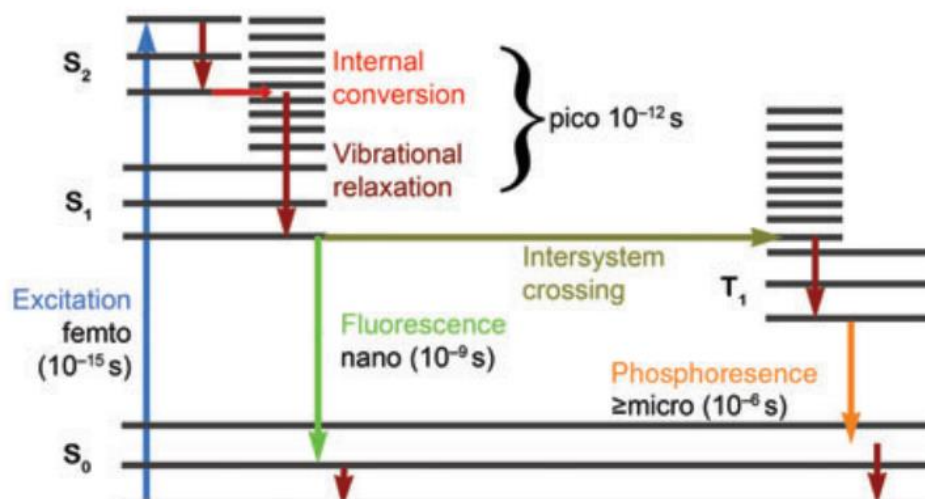 S2
Internal
conversion
pico 10–12 s
Vibrational
relaxation
S1
Intersystem
crossing
T1
Excitation
femto
(10–15 s)
Fluorescence
nano (10–9 s)
Phosphoresence
≥micro (10–6 s)
S0